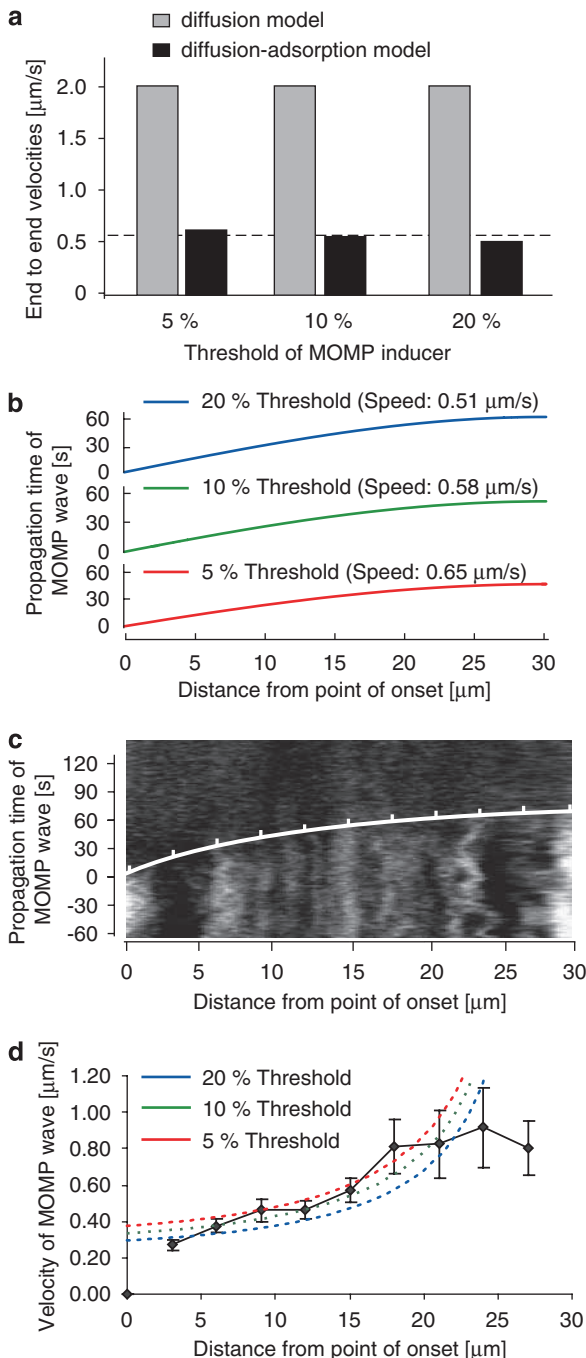 a
diffusion model
diffusion-adsorption model
End to end velocities [μm/s]
2.0
1.5
1.0
0.5
0
5 %
10 %
20 %
Threshold of MOMP inducer
b
Propagation time of
MOMP wave [s]
60
30
0
20 % Threshold (Speed: 0.51 μm/s)
60
30
0
10 % Threshold (Speed: 0.58 μm/s)
60
30
0
5 % Threshold (Speed: 0.65 μm/s)
0 5 10 15 20 25 30
Distance from point of onset [μm]
c
Propagation time of
MOMP wave [s]
120
90
60
30
0
-30
-60
0 5 10 15 20 25 30
Distance from point of onset [μm]
d
Velocity of MOMP wave [μm/s]
1.20
1.00
0.80
0.60
0.40
0.20
0.00
20 % Threshold
10 % Threshold
5 % Threshold
0 5 10 15 20 25 30
Distance from point of onset [μm]